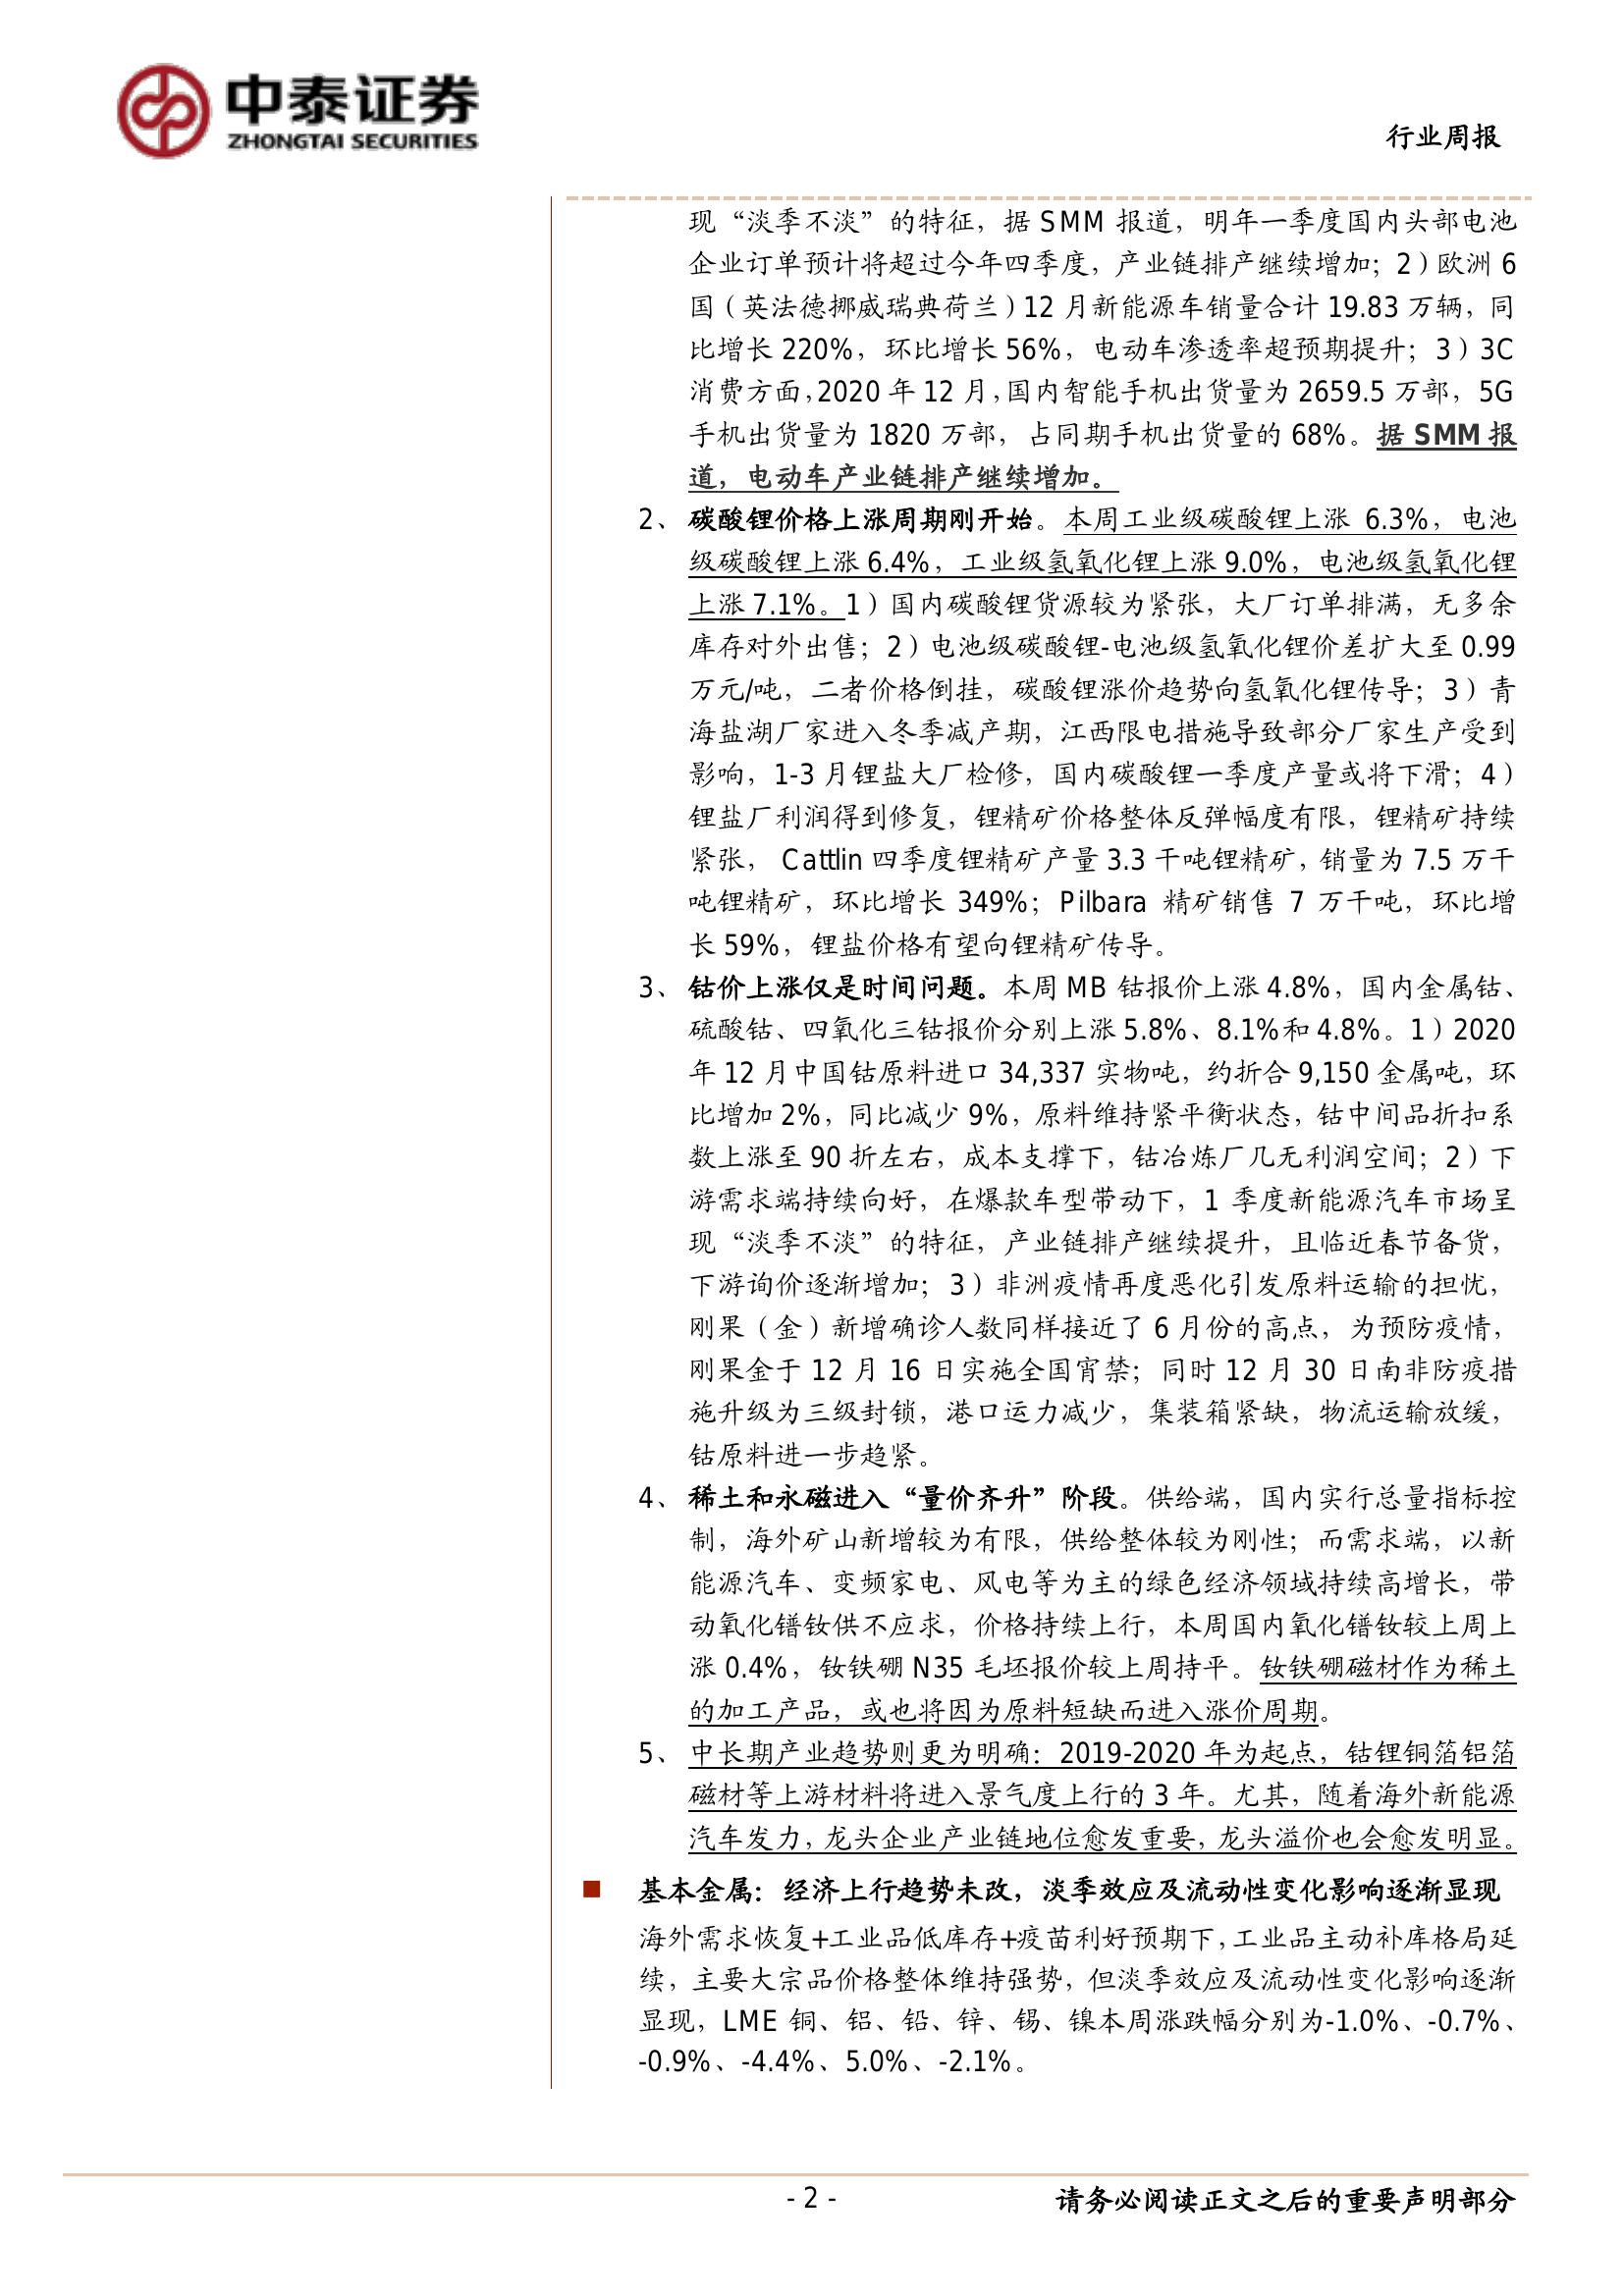 中泰证券
ZHONGTAI SECURITIES
行业周报
现“淡季不淡”的特征，据 SMM 报道，明年一季度国内头部电池
企业订单预计将超过今年四季度，产业链排产继续增加；2）欧洲 6
国（英法德挪威瑞典荷兰）12 月新能源车销量合计 19.83 万辆，同
比增长 220%，环比增长 56%，电动车渗透率超预期提升；3）3C
消费方面，2020 年 12 月，国内智能手机出货量为 2659.5 万部，5G
手机出货量为 1820 万部，占同期手机出货量的 68%。据 SMM 报
道，电动车产业链排产继续增加。
2、碳酸锂价格上涨周期刚开始。本周工业级碳酸锂上涨 6.3%，电池
级碳酸锂上涨 6.4%，工业级氢氧化锂上涨 9.0%，电池级氢氧化锂
上涨 7.1%。1）国内碳酸锂货源较为紧张，大厂订单排满，无多余
库存对外出售；2）电池级碳酸锂-电池级氢氧化锂价差扩大至 0.99
万元/吨，二者价格倒挂，碳酸锂涨价趋势向氢氧化锂传导；3）青
海盐湖厂家进入冬季减产期，江西限电措施导致部分厂家生产受到
影响，1-3 月锂盐大厂检修，国内碳酸锂一季度产量或将下滑；4）
锂盐厂利润得到修复，锂精矿价格整体反弹幅度有限，锂精矿持续
紧张， Cattlin 四季度锂精矿产量 3.3 干吨锂精矿，销量为 7.5 万干
吨锂精矿，环比增长 349%；Pilbara 精矿销售 7 万干吨，环比增
长 59%，锂盐价格有望向锂精矿传导。
3、钴价上涨仅是时间问题。本周 MB 钴报价上涨 4.8%，国内金属钴、
硫酸钴、四氧化三钴报价分别上涨 5.8%、8.1%和 4.8%。1）2020
年 12 月中国钴原料进口 34,337 实物吨，约折合 9,150 金属吨，环
比增加 2%，同比减少 9%，原料维持紧平衡状态，钴中间品折扣系
数上涨至 90 折左右，成本支撑下，钴冶炼厂几无利润空间；2）下
游需求端持续向好，在爆款车型带动下，1 季度新能源汽车市场呈
现“淡季不淡”的特征，产业链排产继续提升，且临近春节备货，
下游询价逐渐增加；3）非洲疫情再度恶化引发原料运输的担忧，
刚果（金）新增确诊人数同样接近了 6 月份的高点，为预防疫情，
刚果金于 12 月 16 日实施全国宵禁；同时 12 月 30 日南非防疫措
施升级为三级封锁，港口运力减少，集装箱紧缺，物流运输放缓，
钴原料进一步趋紧。
4、稀土和永磁进入“量价齐升”阶段。供给端，国内实行总量指标控
制，海外矿山新增较为有限，供给整体较为刚性；而需求端，以新
能源汽车、变频家电、风电等为主的绿色经济领域持续高增长，带
动氧化镨钕供不应求，价格持续上行，本周国内氧化镨钕较上周上
涨 0.4%，钕铁硼 N35 毛坯报价较上周持平。钕铁硼磁材作为稀土
的加工产品，或也将因为原料短缺而进入涨价周期。
5、中长期产业趋势则更为明确：2019-2020 年为起点，钴锂铜箔铝箔
磁材等上游材料将进入景气度上行的 3 年。尤其，随着海外新能源
汽车发力，龙头企业产业链地位愈发重要，龙头溢价也会愈发明显。
■ 基本金属：经济上行趋势未改，淡季效应及流动性变化影响逐渐显现
海外需求恢复+工业品低库存+疫苗利好预期下，工业品主动补库格局延
续，主要大宗品价格整体维持强势，但淡季效应及流动性变化影响逐渐
显现，LME 铜、铝、铅、锌、锡、镍本周涨跌幅分别为-1.0%、-0.7%、
-0.9%、-4.4%、5.0%、-2.1%。
- 2 -
请务必阅读正文之后的重要声明部分